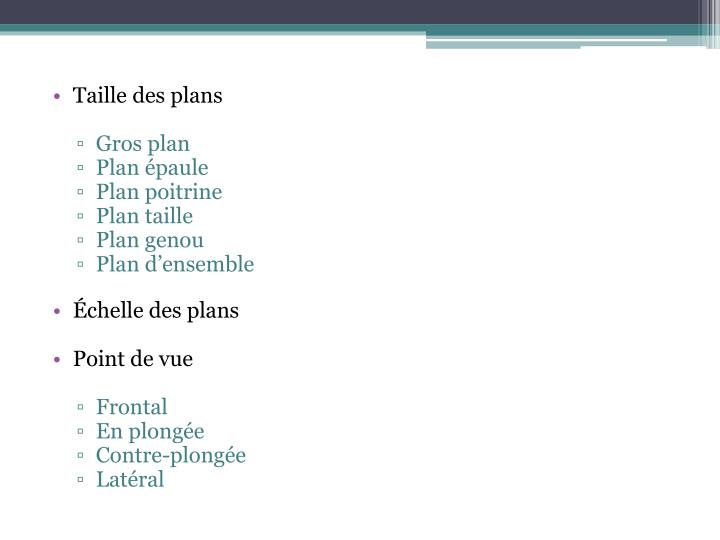 • Taille des plans
▫ Gros plan
▫ Plan épaule
▫ Plan poitrine
▫ Plan taille
▫ Plan genou
▫ Plan d’ensemble
• Échelle des plans
• Point de vue
▫ Frontal
▫ En plongée
▫ Contre-plongée
▫ Latéral